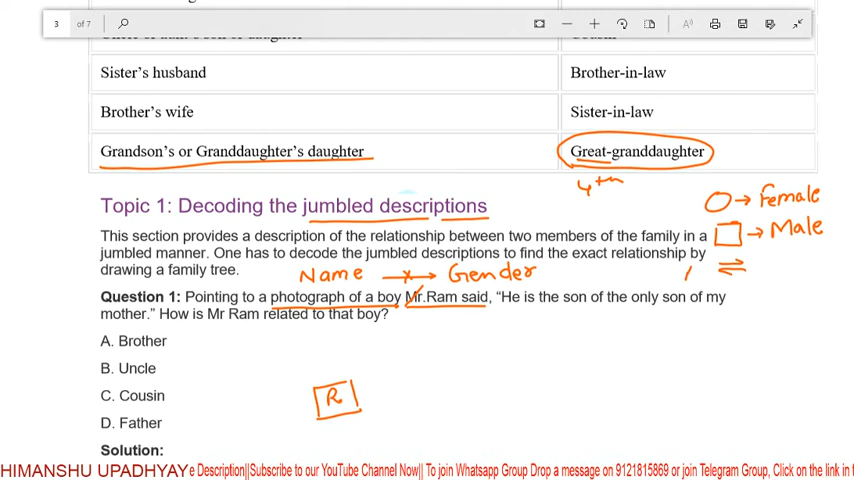 3 of 7
Sister's husband Brother-in-law
Brother's wife Sister-in-law
Grandson's or Granddaughter's daughter Great-granddaughter
4th
Topic 1: Decoding the jumbled descriptions
Female
Male
This section provides a description of the relationship between two members of the family in a
jumbled manner. One has to decode the jumbled descriptions to find the exact relationship by
drawing a family tree.
Name Gender
Question 1: Pointing to a photograph of a boy Mr.Ram said, “He is the son of the only son of my
mother.” How is Mr Ram related to that boy?
A. Brother
B. Uncle
C. Cousin
R
D. Father
Solution:
HIMANSHU UPADHYAY e Description||Subscribe to our YouTube Channel Now|| To join Whatsapp Group Drop a message on 9121815869 or join Telegram Group, Click on the link in t